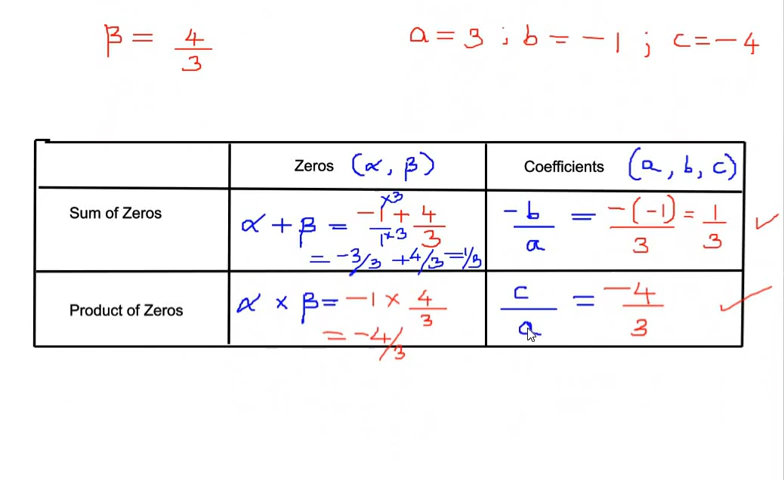 β = 4/3 a = 3 ; b = -1 ; c = -4
Zeros (α, β) Coefficients (a, b, c)
Sum of Zeros α + β = -1×3/1×3 + 4/3 -b/a = -(-1)/3 = 1/3
= -3/3 + 4/3 = 1/3
Product of Zeros α × β = -1 × 4/3 c/a = -4/3
= -4/3